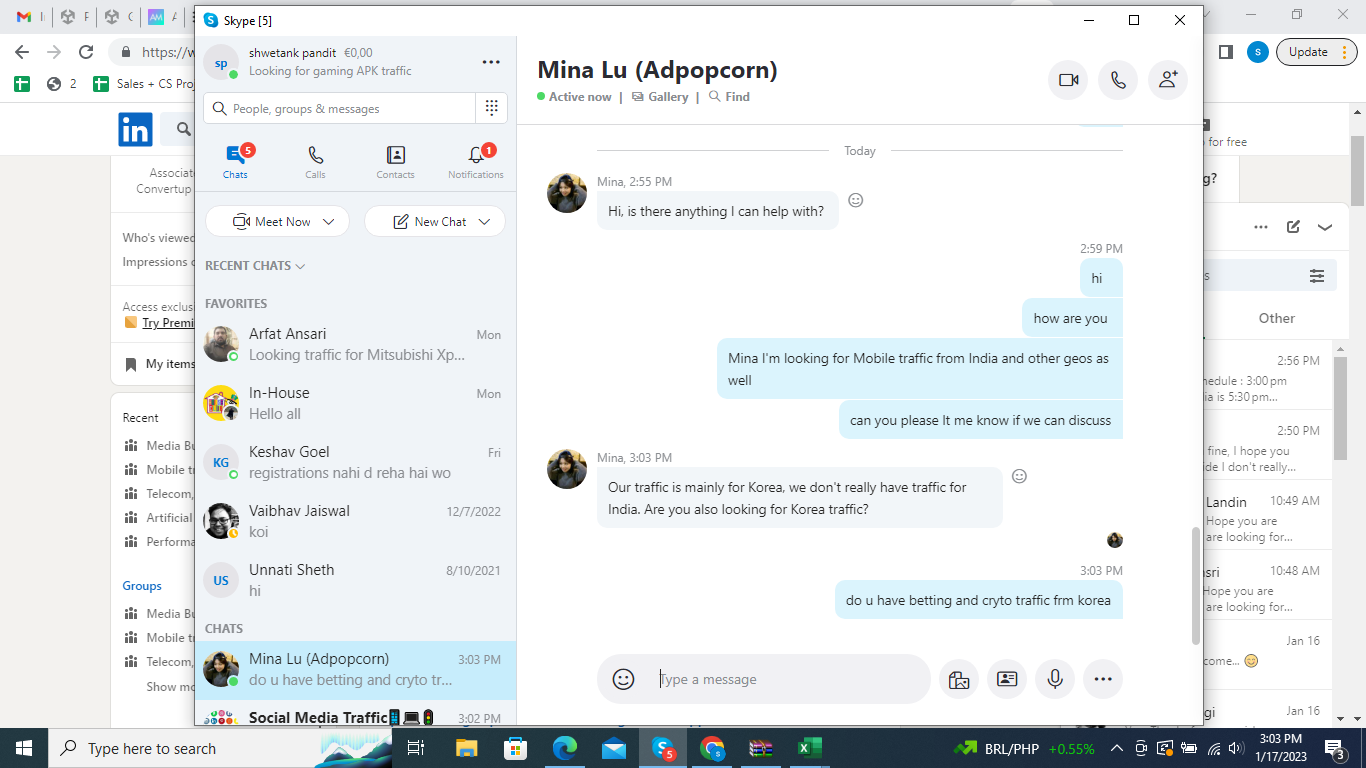 Skype [5]
Update
https://w
2
Sales + CS Proj
shwetank pandit €0,00
Looking for gaming APK traffic
People, groups & messages
5
1
Chats
Calls
Contacts
Notifications
Meet Now
New Chat
RECENT CHATS
FAVORITES
Arfat Ansari
Mon
Looking traffic for Mitsubishi Xp...
In-House
Mon
Hello all
KG
Keshav Goel
Fri
registrations nahi d reha hai wo
Vaibhav Jaiswal
12/7/2022
koi
US
Unnati Sheth
8/10/2021
hi
CHATS
Mina Lu (Adpopcorn)
3:03 PM
do u have betting and cryto tr...
Social Media Traffic
3:02 PM
Mina Lu (Adpopcorn)
Active now | Gallery | Find
Today
Mina, 2:55 PM
Hi, is there anything I can help with?
2:59 PM
hi
how are you
Mina I'm looking for Mobile traffic from India and other geos as
well
can you please lt me know if we can discuss
Mina, 3:03 PM
Our traffic is mainly for Korea, we don't really have traffic for
India. Are you also looking for Korea traffic?
3:03 PM
do u have betting and cryto traffic frm korea
Type a message
in
Associate
Convertup
Who's viewed
Impressions o
Access exclus
Try Premi
My items
Recent
Media Bu
Mobile tr
Telecom,
Artificial
Performa
Groups
Media Bu
Mobile tr
Telecom,
Show mo
for free
g?
s
Other
2:56 PM
hedule : 3:00 pm
ia is 5:30 pm...
2:50 PM
fine, I hope you
de I don't really...
Landin
10:49 AM
Hope you are
are looking for...
sri
10:48 AM
Hope you are
are looking for...
Jan 16
come...
gi
Jan 16
Type here to search
5
BRL/PHP +0.55%
3:03 PM
1/17/2023
3